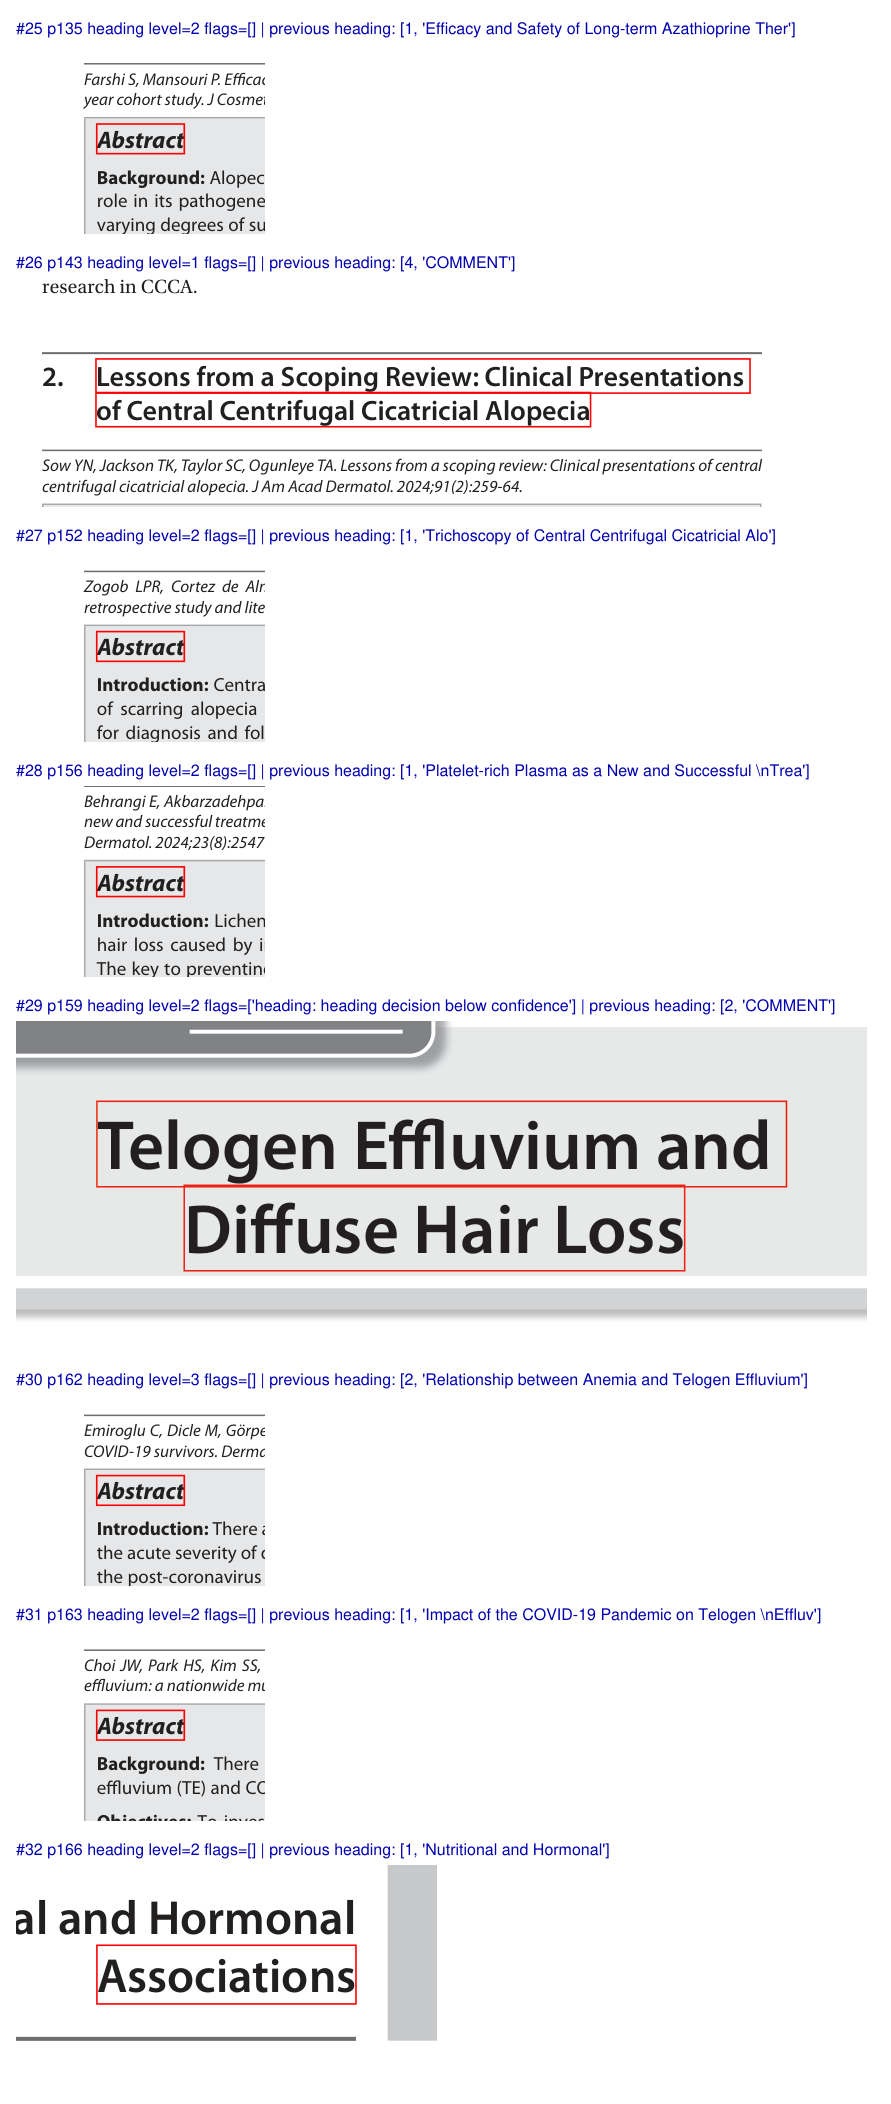 #25 p135 heading level=2 flags=[] | previous heading: [1, 'Efficacy and Safety of Long-term Azathioprine Ther']
Farshi S, Mansouri P. Effica
year cohort study. J Cosme
Abstract
Background: Alopec
role in its pathogene
varying degrees of su
#26 p143 heading level=1 flags=[] | previous heading: [4, 'COMMENT']
research in CCCA.
2. Lessons from a Scoping Review: Clinical Presentations
of Central Centrifugal Cicatricial Alopecia
Sow YN, Jackson TK, Taylor SC, Ogunleye TA. Lessons from a scoping review: Clinical presentations of central
centrifugal cicatricial alopecia. J Am Acad Dermatol. 2024;91(2):259-64.
#27 p152 heading level=2 flags=[] | previous heading: [1, 'Trichoscopy of Central Centrifugal Cicatricial Alo']
Zogob LPR, Cortez de Alm
retrospective study and lite
Abstract
Introduction: Centra
of scarring alopecia
for diagnosis and fol
#28 p156 heading level=2 flags=[] | previous heading: [1, 'Platelet-rich Plasma as a New and Successful \nTrea']
Behrangi E, Akbarzadehpa
new and successful treatme
Dermatol. 2024;23(8):2547
Abstract
Introduction: Lichen
hair loss caused by i
The key to preventing
#29 p159 heading level=2 flags=['heading: heading decision below confidence'] | previous heading: [2, 'COMMENT']
Telogen Effluvium and
Diffuse Hair Loss
#30 p162 heading level=3 flags=[] | previous heading: [2, 'Relationship between Anemia and Telogen Effluvium']
Emiroglu C, Dicle M, Görpe
COVID-19 survivors. Derma
Abstract
Introduction: There a
the acute severity of c
the post-coronavirus
#31 p163 heading level=2 flags=[] | previous heading: [1, 'Impact of the COVID-19 Pandemic on Telogen \nEffluv']
Choi JW, Park HS, Kim SS,
effluvium: a nationwide mu
Abstract
Background: There
effluvium (TE) and CO
Objectives: To inves
#32 p166 heading level=2 flags=[] | previous heading: [1, 'Nutritional and Hormonal']
al and Hormonal
Associations